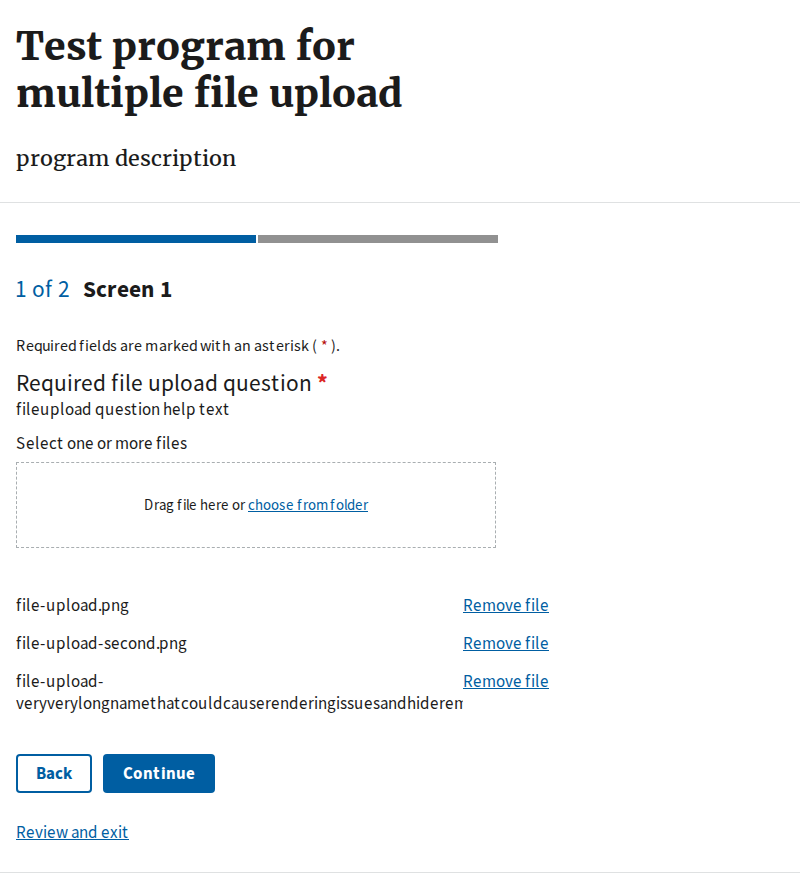 Test program for
multiple file upload
program description
1 of 2 Screen 1
Required fields are marked with an asterisk ( * ).
Required file upload question *
fileupload question help text
Select one or more files
Drag file here or choose from folder
file-upload.png Remove file
file-upload-second.png Remove file
file-upload- Remove file
veryverylongnamethatcouldcauserenderingissuesandhiderem
Back Continue
Review and exit